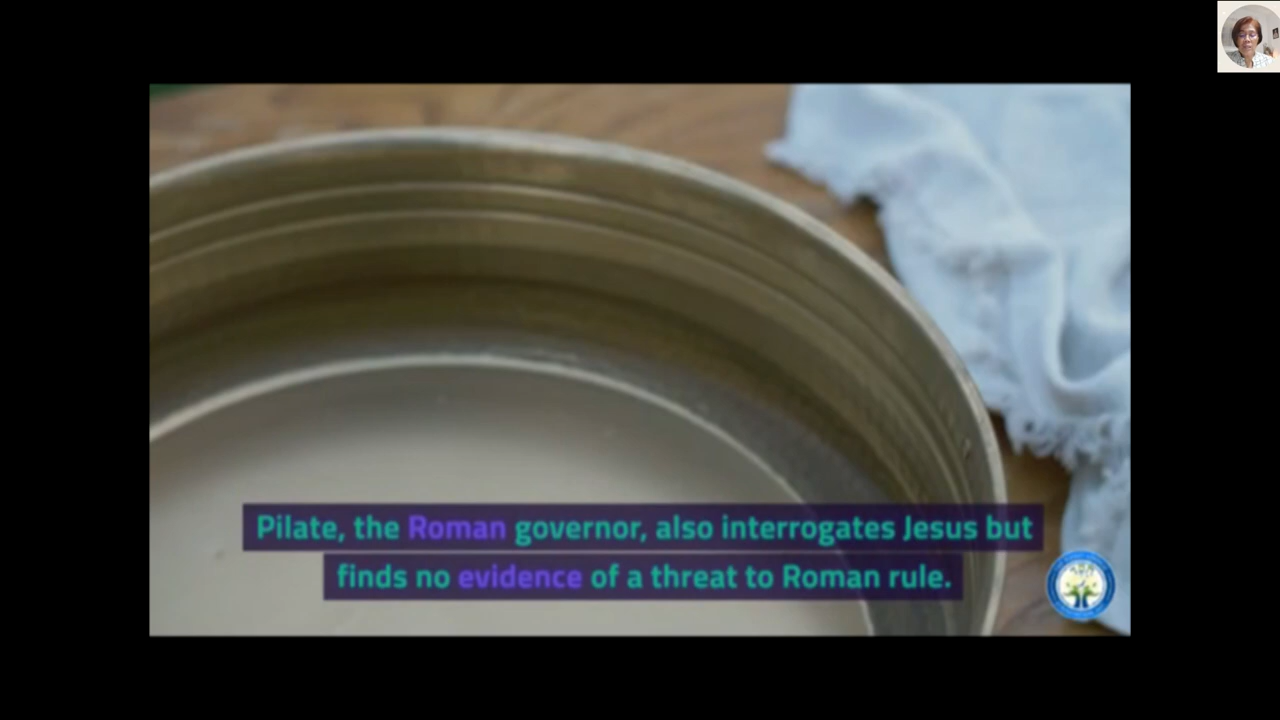 Pilate, the Roman governor, also interrogates Jesus but
finds no evidence of a threat to Roman rule.